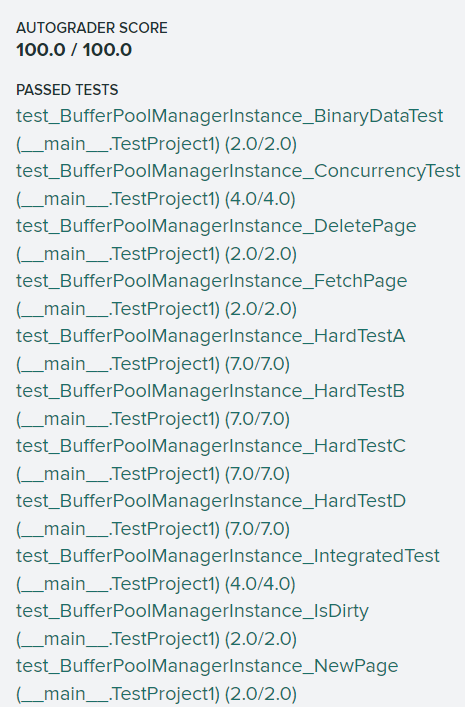 AUTOGRADER SCORE
100.0 / 100.0
PASSED TESTS
test_BufferPoolManagerInstance_BinaryDataTest
(__main__.TestProject1) (2.0/2.0)
test_BufferPoolManagerInstance_ConcurrencyTest
(__main__.TestProject1) (4.0/4.0)
test_BufferPoolManagerInstance_DeletePage
(__main__.TestProject1) (2.0/2.0)
test_BufferPoolManagerInstance_FetchPage
(__main__.TestProject1) (2.0/2.0)
test_BufferPoolManagerInstance_HardTestA
(__main__.TestProject1) (7.0/7.0)
test_BufferPoolManagerInstance_HardTestB
(__main__.TestProject1) (7.0/7.0)
test_BufferPoolManagerInstance_HardTestC
(__main__.TestProject1) (7.0/7.0)
test_BufferPoolManagerInstance_HardTestD
(__main__.TestProject1) (7.0/7.0)
test_BufferPoolManagerInstance_IntegratedTest
(__main__.TestProject1) (4.0/4.0)
test_BufferPoolManagerInstance_IsDirty
(__main__.TestProject1) (2.0/2.0)
test_BufferPoolManagerInstance_NewPage
(__main__.TestProject1) (2.0/2.0)